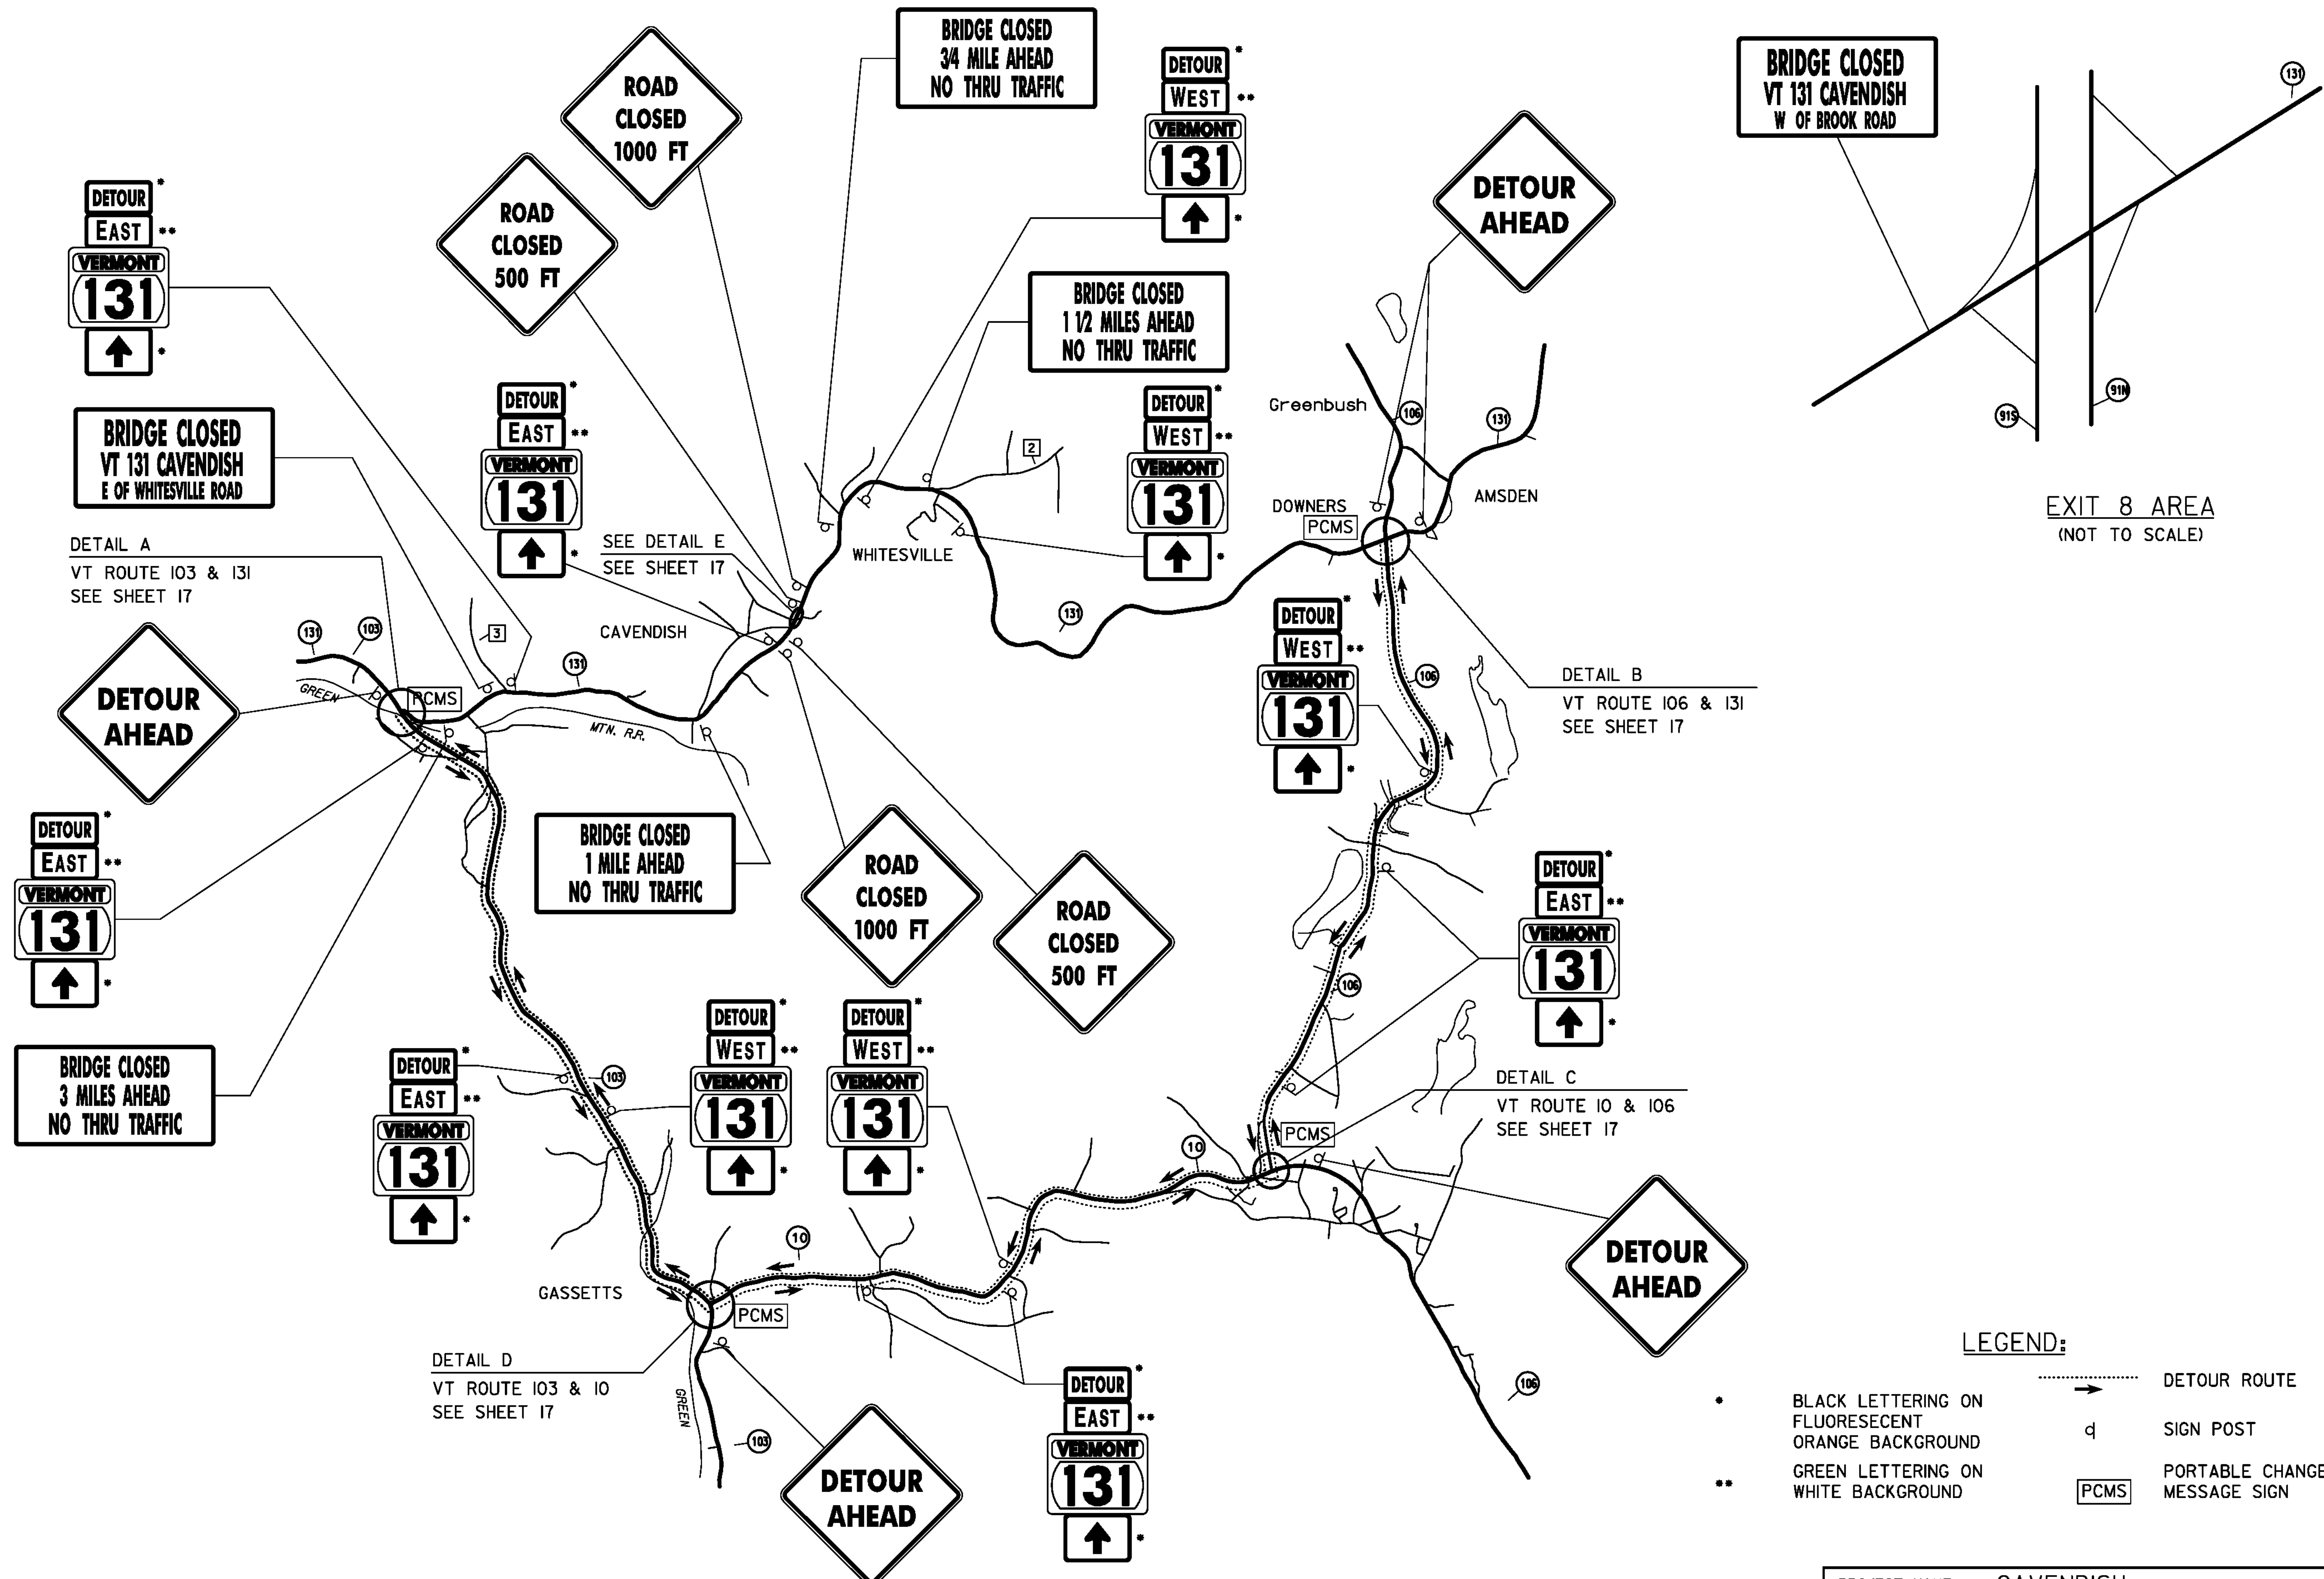 BRIDGE CLOSED
3/4 MILE AHEAD
NO THRU TRAFFIC
ROAD
CLOSED
1000 FT
DETOUR *
WEST **
VERMONT
131
*
BRIDGE CLOSED
VT 131 CAVENDISH
W OF BROOK ROAD
131
91S
91N
EXIT 8 AREA
(NOT TO SCALE)
ROAD
CLOSED
500 FT
DETOUR
AHEAD
DETOUR *
EAST **
VERMONT
131
*
BRIDGE CLOSED
1 1/2 MILES AHEAD
NO THRU TRAFFIC
BRIDGE CLOSED
VT 131 CAVENDISH
E OF WHITESVILLE ROAD
DETOUR *
EAST **
VERMONT
131
*
DETOUR *
WEST **
VERMONT
131
*
2
Greenbush
106
131
DOWNERS
PCMS
AMSDEN
DETAIL A
VT ROUTE 103 & 131
SEE SHEET 17
SEE DETAIL E
SEE SHEET 17
WHITESVILLE
131
103
3
CAVENDISH
131
131
DETOUR *
WEST **
VERMONT
131
*
106
DETAIL B
VT ROUTE 106 & 131
SEE SHEET 17
DETOUR
AHEAD
GREEN
PCMS
MTN. R.R.
DETOUR *
EAST **
VERMONT
131
*
BRIDGE CLOSED
1 MILE AHEAD
NO THRU TRAFFIC
ROAD
CLOSED
1000 FT
ROAD
CLOSED
500 FT
DETOUR *
EAST **
VERMONT
131
*
106
BRIDGE CLOSED
3 MILES AHEAD
NO THRU TRAFFIC
DETOUR *
EAST **
VERMONT
131
*
103
DETOUR *
WEST **
VERMONT
131
*
DETOUR *
WEST **
VERMONT
131
*
DETAIL C
VT ROUTE 10 & 106
SEE SHEET 17
PCMS
10
DETOUR
AHEAD
10
GASSETTS
PCMS
DETAIL D
VT ROUTE 103 & 10
SEE SHEET 17
GREEN
103
DETOUR
AHEAD
DETOUR *
EAST **
VERMONT
131
*
106
LEGEND:
* BLACK LETTERING ON
FLUORESECENT
ORANGE BACKGROUND
** GREEN LETTERING ON
WHITE BACKGROUND
DETOUR ROUTE
SIGN POST
PCMS
PORTABLE CHANGE
MESSAGE SIGN
CAVENDISH